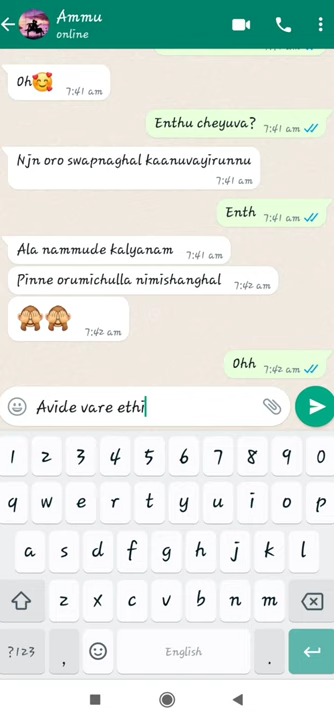 Ammu
online
Oh🥰
7:41 am
Enthu cheyuva? 7:41 am
Njn oro swapnaghal kaanuvayirunnu
7:41 am
Enth 7:41 am
Ala nammude kalyanam 7:41 am
Pinne orumichulla nimishanghal 7:42 am
🙈🙈 7:42 am
Ohh 7:42 am
Avide vare ethi
1 2 3 4 5 6 7 8 9 0
q w e r t y u i o p
a s d f g h j k l
z x c v b n m
?123 , English .